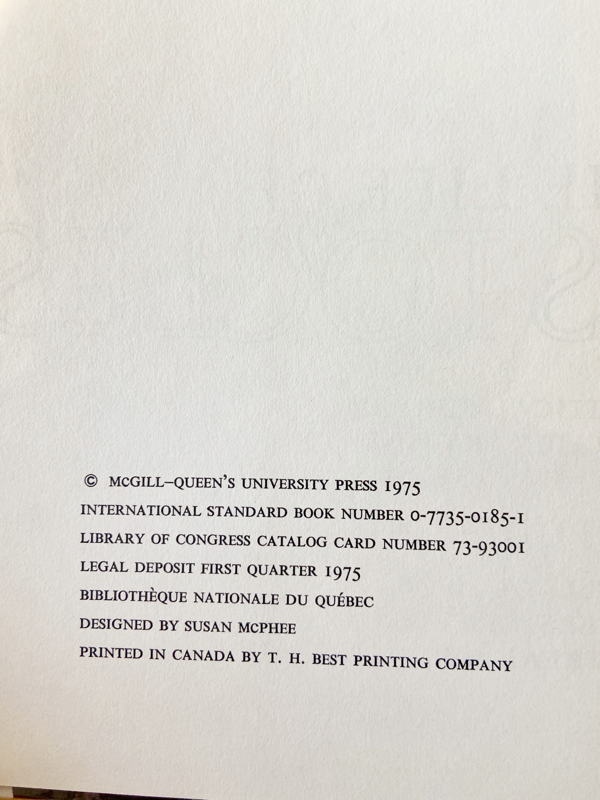 © McGILL–QUEEN'S UNIVERSITY PRESS 1975
INTERNATIONAL STANDARD BOOK NUMBER 0-7735-0185-1
LIBRARY OF CONGRESS CATALOG CARD NUMBER 73-93001
LEGAL DEPOSIT FIRST QUARTER 1975
BIBLIOTHÈQUE NATIONALE DU QUÉBEC
DESIGNED BY SUSAN McPHEE
PRINTED IN CANADA BY T. H. BEST PRINTING COMPANY